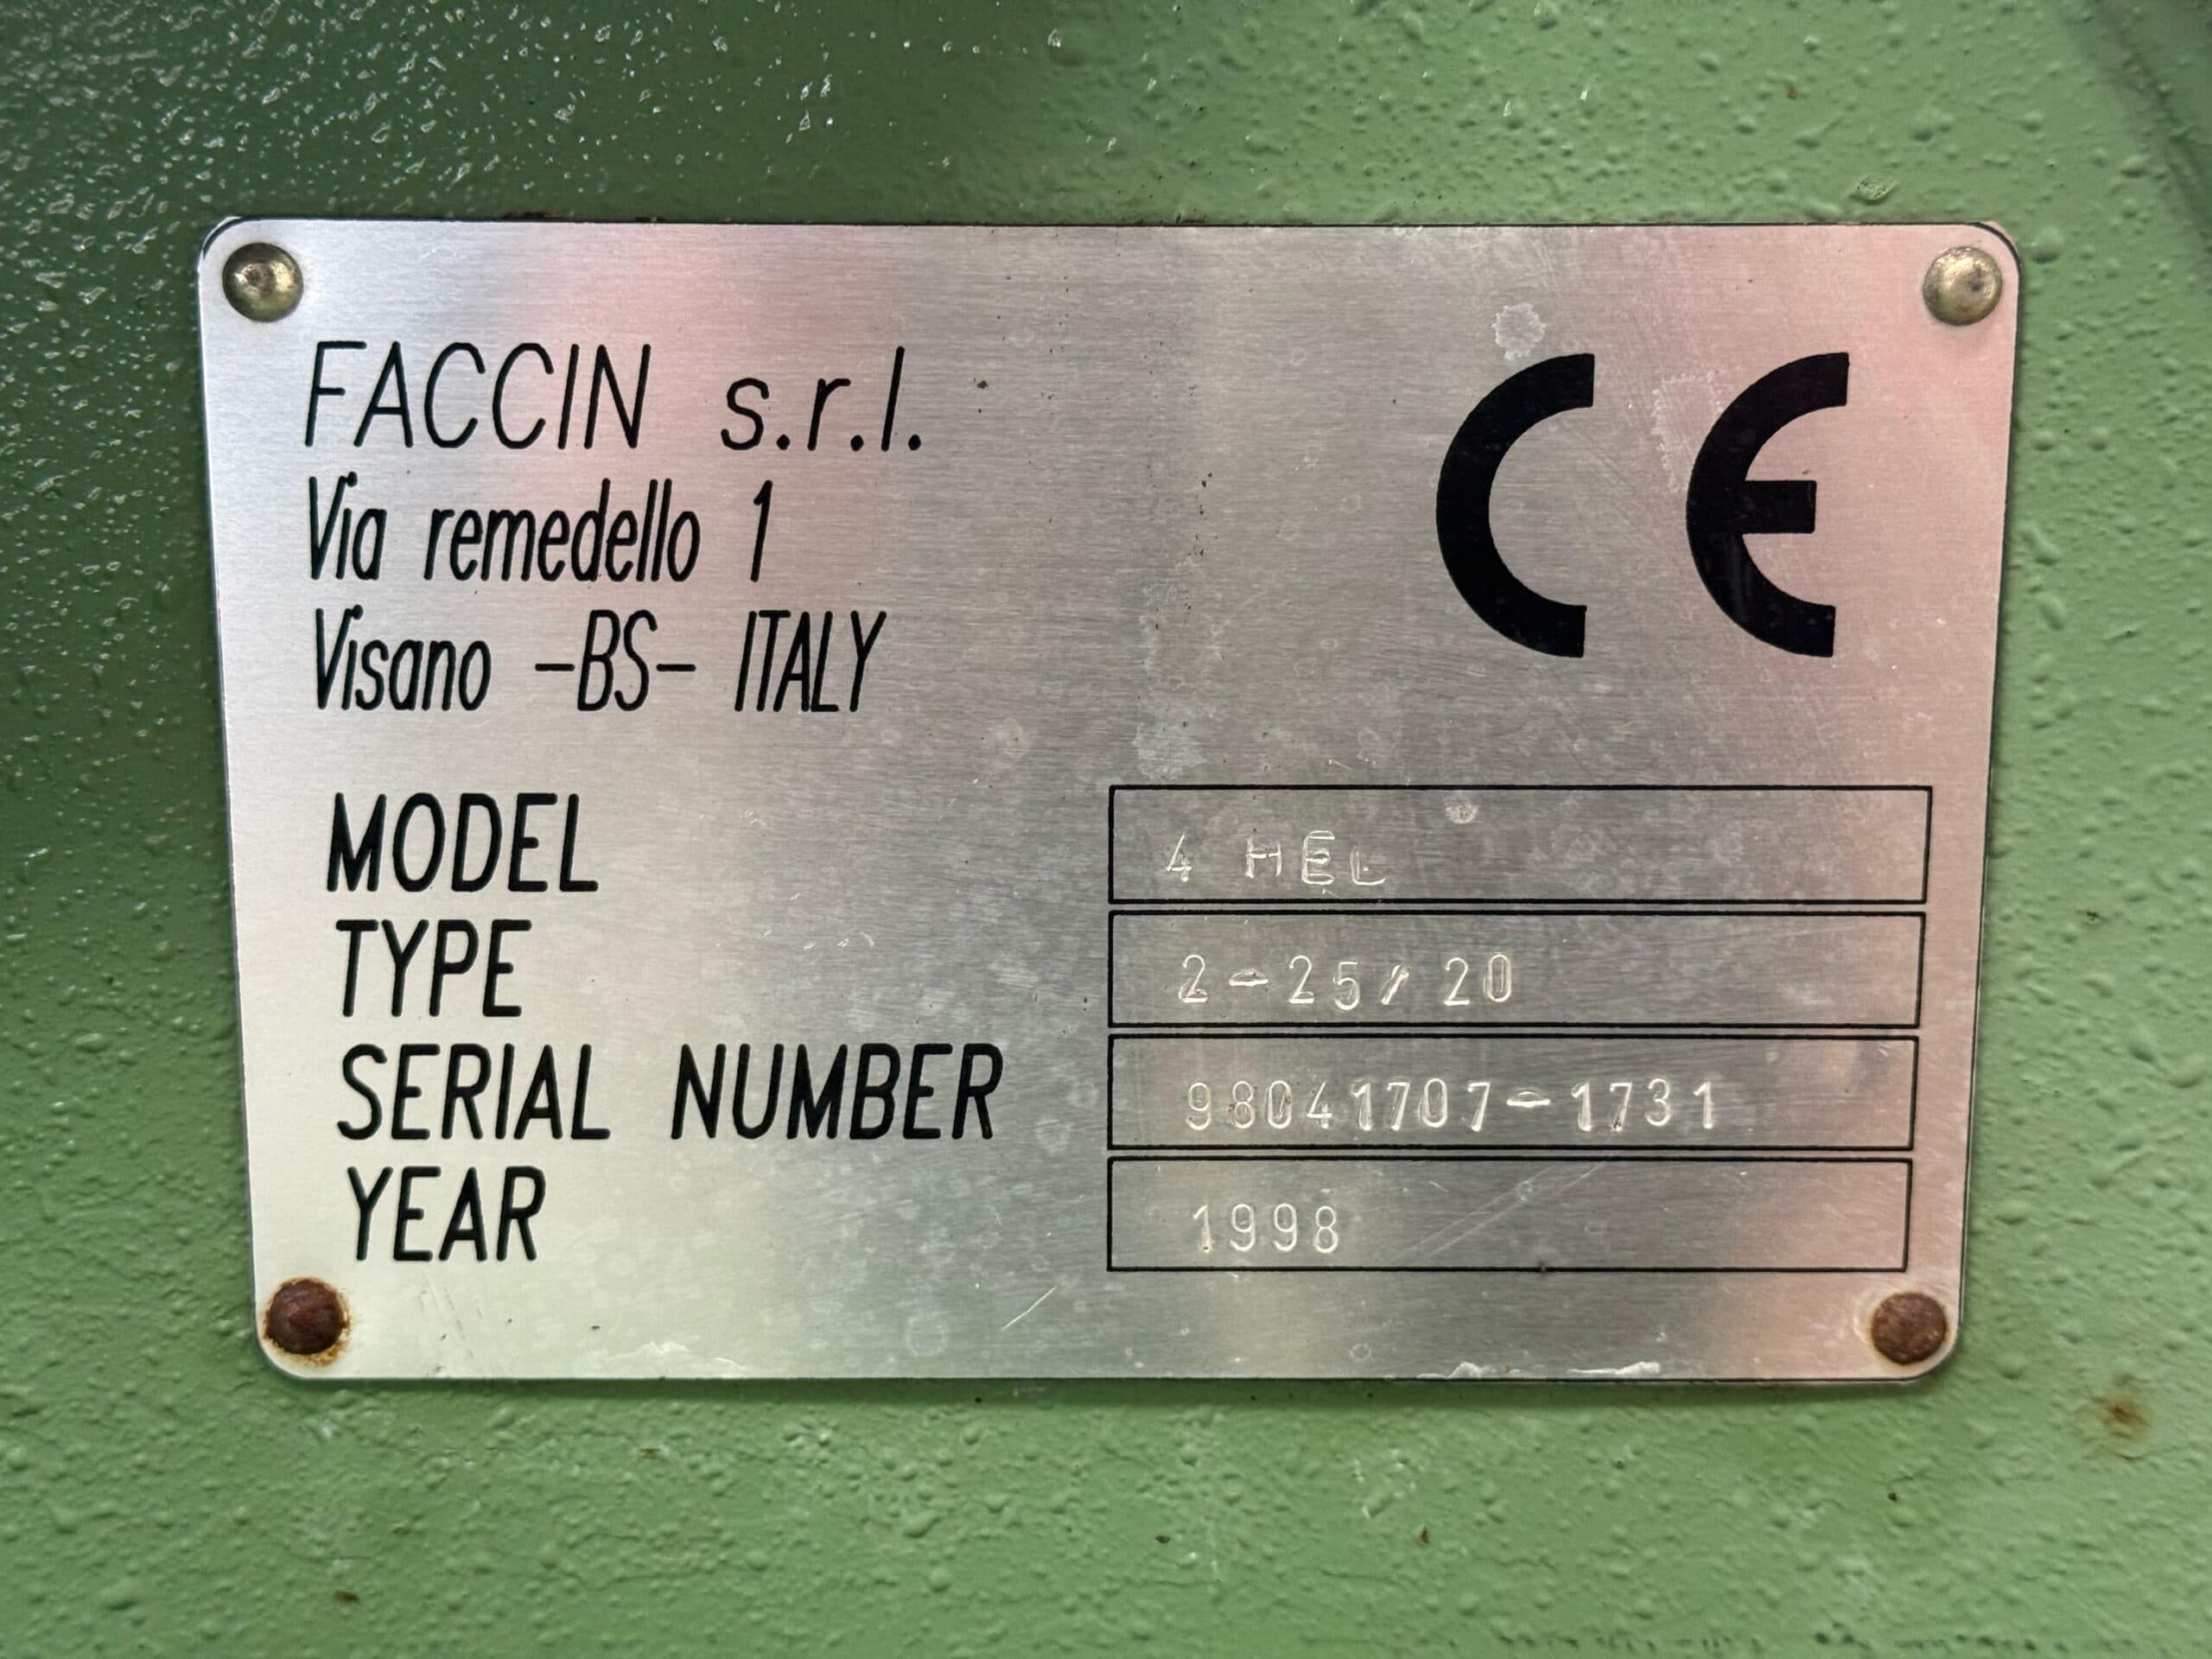 FACCIN s.r.l.
CE
Via remedello 1
Visano -BS- ITALY
MODEL 4 HEL
TYPE 2-25/20
SERIAL NUMBER 98041707-1731
YEAR 1998